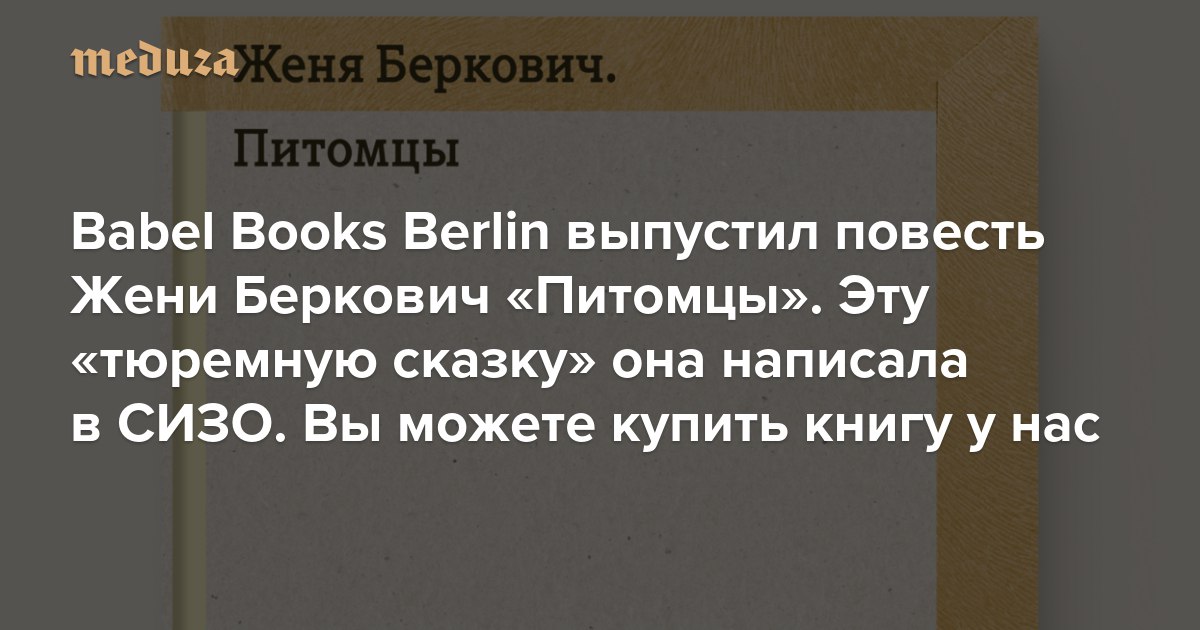 meduza
Женя Беркович.
Питомцы
Babel Books Berlin выпустил повесть
Жени Беркович «Питомцы». Эту
«тюремную сказку» она написала
в СИЗО. Вы можете купить книгу у нас